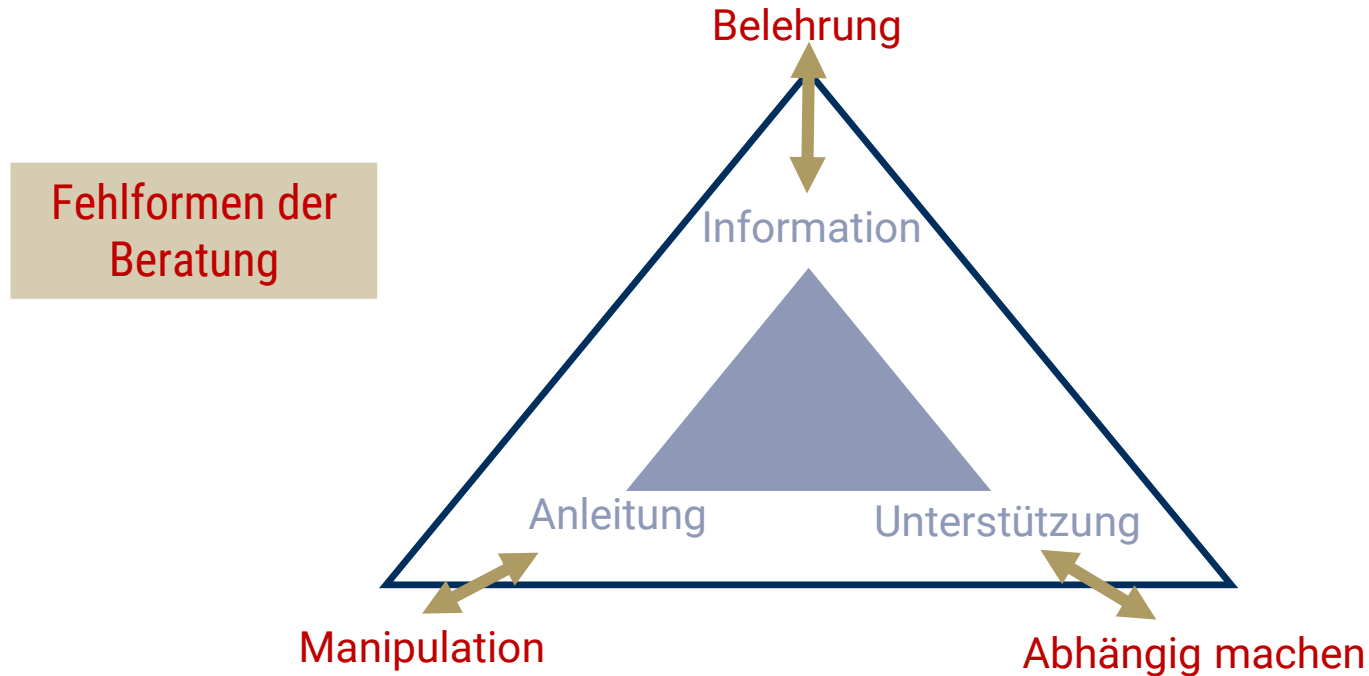 Belehrung
Fehlformen der
Beratung
Information
Anleitung
Unterstützung
Manipulation
Abhängig machen